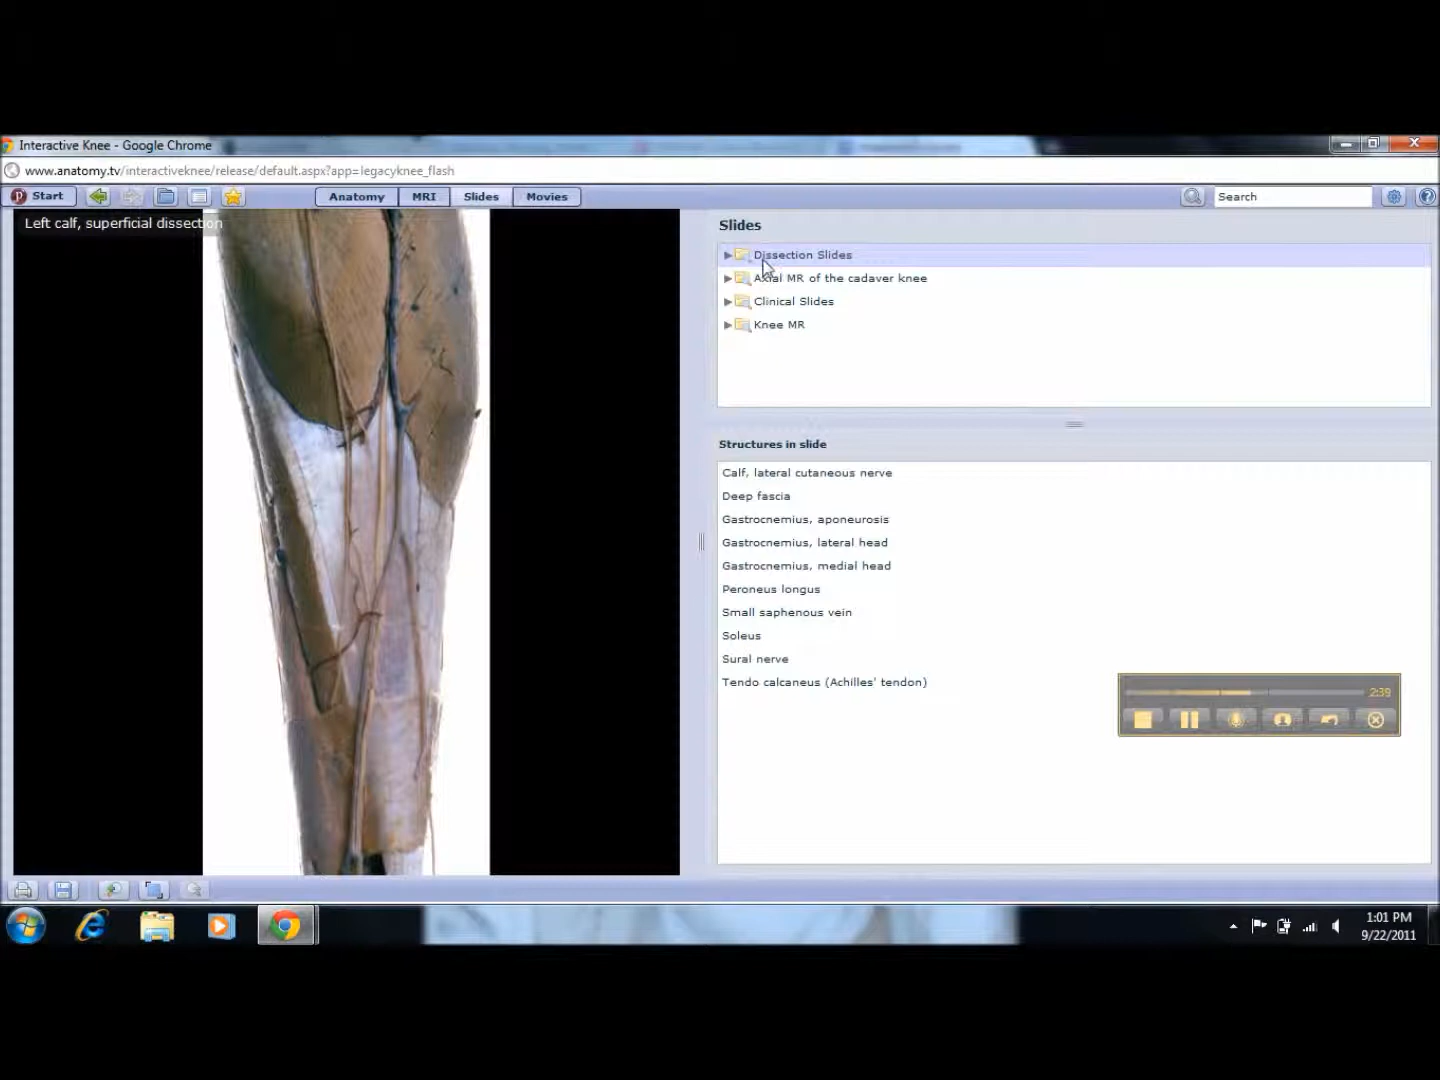 Interactive Knee - Google Chrome
www.anatomy.tv/interactiveknee/release/default.aspx?app=legacyknee_flash
Start
Anatomy
MRI
Slides
Movies
Search
Left calf, superficial dissection
Slides
Dissection Slides
Axial MR of the cadaver knee
Clinical Slides
Knee MR
Structures in slide
Calf, lateral cutaneous nerve
Deep fascia
Gastrocnemius, aponeurosis
Gastrocnemius, lateral head
Gastrocnemius, medial head
Peroneus longus
Small saphenous vein
Soleus
Sural nerve
Tendo calcaneus (Achilles' tendon)
2:39
1:01 PM
9/22/2011